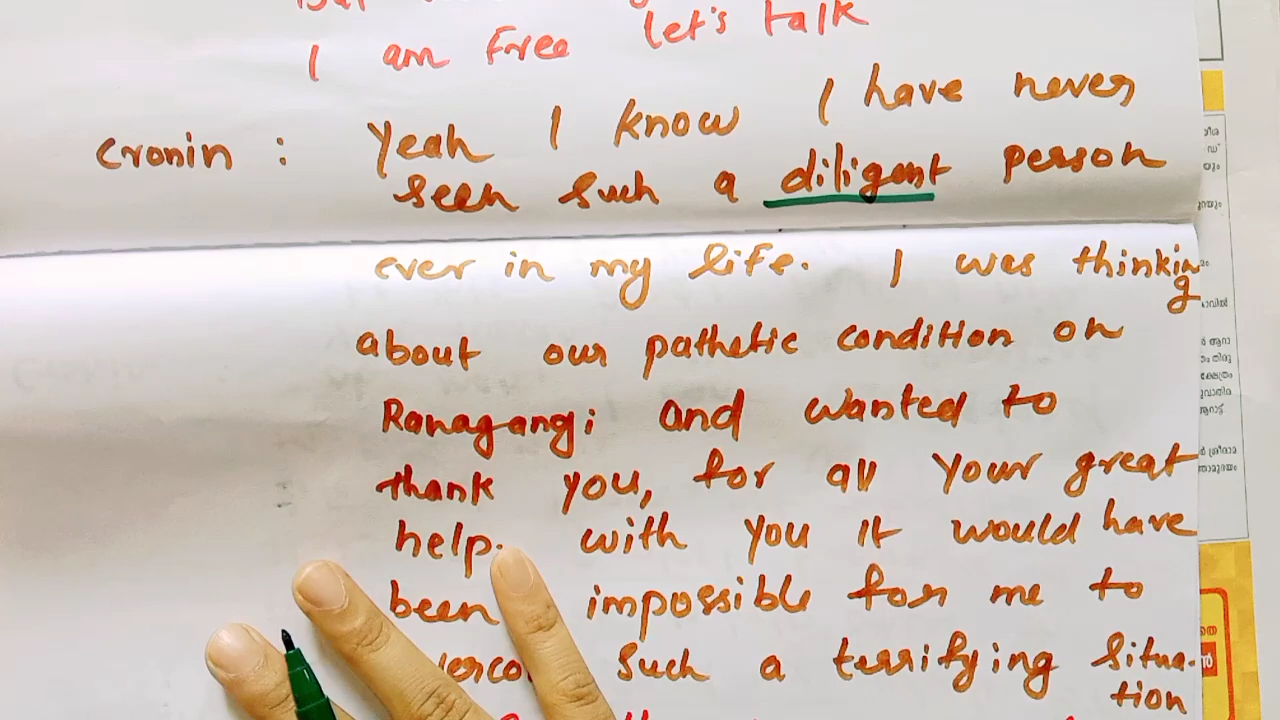 I am Free let's talk
Cronin : Yeah I know I have never
seen such a diligent person
ever in my life. I was thinking
about our pathetic condition on
Ranagangi and wanted to
thank you, for all your great
help. with you it would have
been impossible for me to
such a terrifying situa-
tion